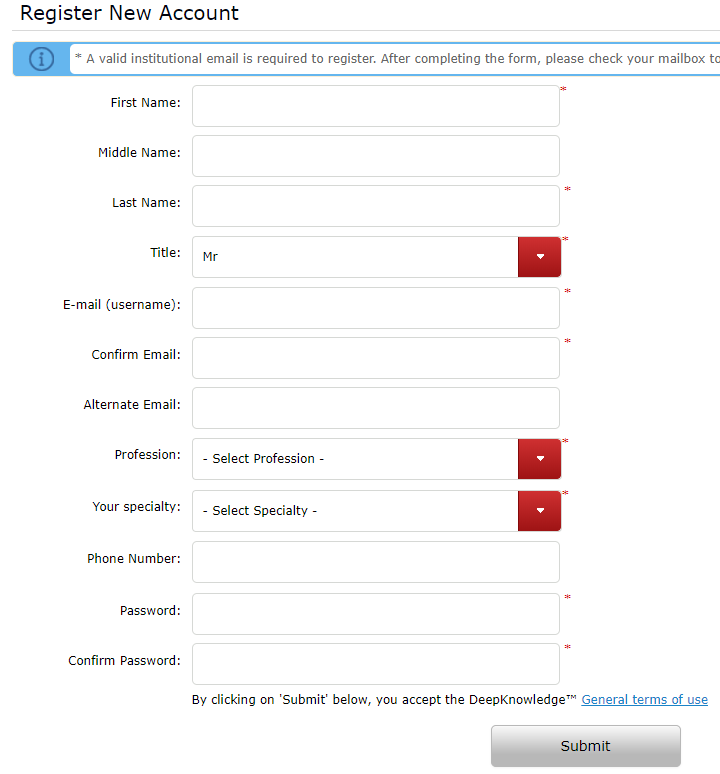 Register New Account
* A valid institutional email is required to register. After completing the form, please check your mailbox to
First Name: *
Middle Name:
Last Name: *
Title: Mr *
E-mail (username): *
Confirm Email: *
Alternate Email:
Profession: - Select Profession - *
Your specialty: - Select Specialty - *
Phone Number:
Password: *
Confirm Password: *
By clicking on 'Submit' below, you accept the DeepKnowledge™ General terms of use
Submit